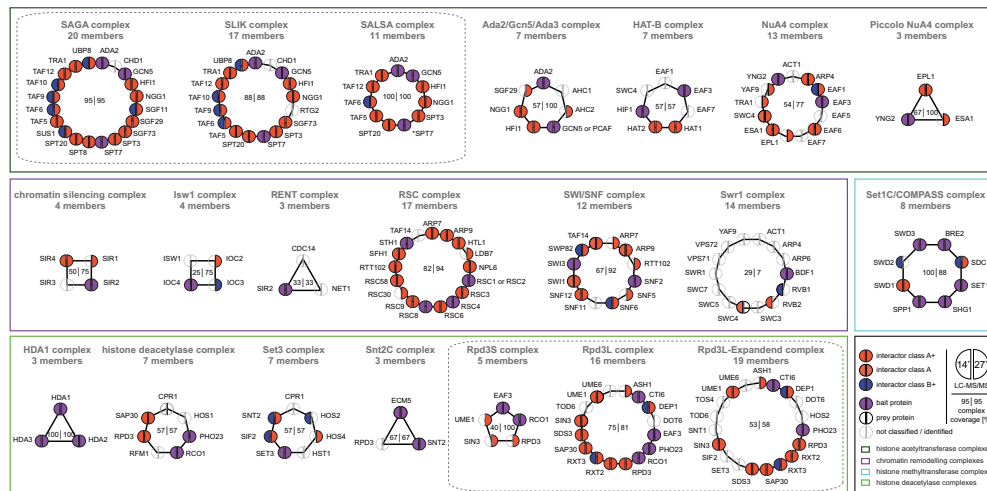 SAGA complex
20 members
SLIK complex
17 members
SALSA complex
11 members
Ada2/Gcn5/Ada3 complex
7 members
HAT-B complex
7 members
NuA4 complex
13 members
Piccolo NuA4 complex
3 members
UBP8
ADA2
CHD1
GCN5
HFI1
NGG1
SGF11
SGF29
SGF73
SPT3
SPT7
SPT8
SPT20
SUS1
TAF5
TAF6
TAF9
TAF10
TAF12
TRA1
95 95
UBP8
ADA2
CHD1
GCN5
HFI1
NGG1
RTG2
SGF73
SPT3
SPT7
SPT20
TAF5
TAF6
TAF9
TAF10
TAF12
TRA1
88 88
ADA2
GCN5
HFI1
NGG1
SPT3
*SPT7
SPT20
TAF5
TAF6
TAF12
TRA1
100 100
ADA2
AHC1
AHC2
GCN5 or PCAF
HFI1
NGG1
SGF29
57 100
EAF1
EAF3
EAF7
HAT1
HAT2
HIF1
SWC4
57 57
ACT1
ARP4
EAF1
EAF3
EAF5
EAF6
EAF7
EPL1
ESA1
SWC4
TRA1
YAF9
YNG2
54 77
EPL1
ESA1
YNG2
67 100
chromatin silencing complex
4 members
Isw1 complex
4 members
RENT complex
3 members
RSC complex
17 members
SWI/SNF complex
12 members
Swr1 complex
14 members
Set1C/COMPASS complex
8 members
SIR4
SIR1
SIR3
SIR2
50 75
ISW1
IOC2
IOC4
IOC3
25 75
CDC14
SIR2
NET1
33 33
ARP7
ARP9
HTL1
LDB7
NPL6
RSC1 or RSC2
RSC3
RSC4
RSC6
RSC8
RSC9
RSC30
RSC58
RTT102
SFH1
STH1
TAF14
82 94
TAF14
ARP7
ARP9
RTT102
SNF2
SNF5
SNF6
SNF11
SNF12
SWI1
SWI3
SWP82
67 92
YAF9
ACT1
ARP4
ARP6
BDF1
RVB1
RVB2
SWC3
SWC4
SWC5
SWC7
SWR1
VPS71
VPS72
29 7
SWD3
BRE2
SDC
SET
SHG1
SPP1
SWD1
SWD2
100 88
HDA1 complex
3 members
histone deacetylase complex
7 members
Set3 complex
7 members
Snt2C complex
3 members
Rpd3S complex
5 members
Rpd3L complex
16 members
Rpd3L-Expandend complex
19 members
HDA1
HDA3
HDA2
100 100
CPR1
HOS1
PHO23
RCO1
RFM1
RPD3
SAP30
57 57
CPR1
HOS2
HOS4
HST1
SET3
SIF2
SNT2
57 57
ECM5
RPD3
SNT2
67 67
EAF3
RCO1
RPD3
SIN3
UME1
40 100
UME6
ASH1
CTI6
DEP1
DOT6
EAF3
PHO23
RCO1
RPD3
RXT2
RXT3
SAP30
SDS3
SIN3
TOD6
UME1
75 81
ASH1
CTI6
DEP1
DOT6
HOS2
PHO23
RPD3
RXT2
RXT3
SAP30
SDS3
SET3
SIF2
SIN3
SNT1
TOD6
TOS4
UME1
UME6
53 58
interactor class A+
interactor class A
interactor class B+
bait protein
prey protein
not classified / identified
14 27
LC-MS/MS
95 95
complex
coverage [%
histone acetyltransferase complexes
chromatin remodelling complexes
histone methyltransferase complex
histone deacetylase complexes